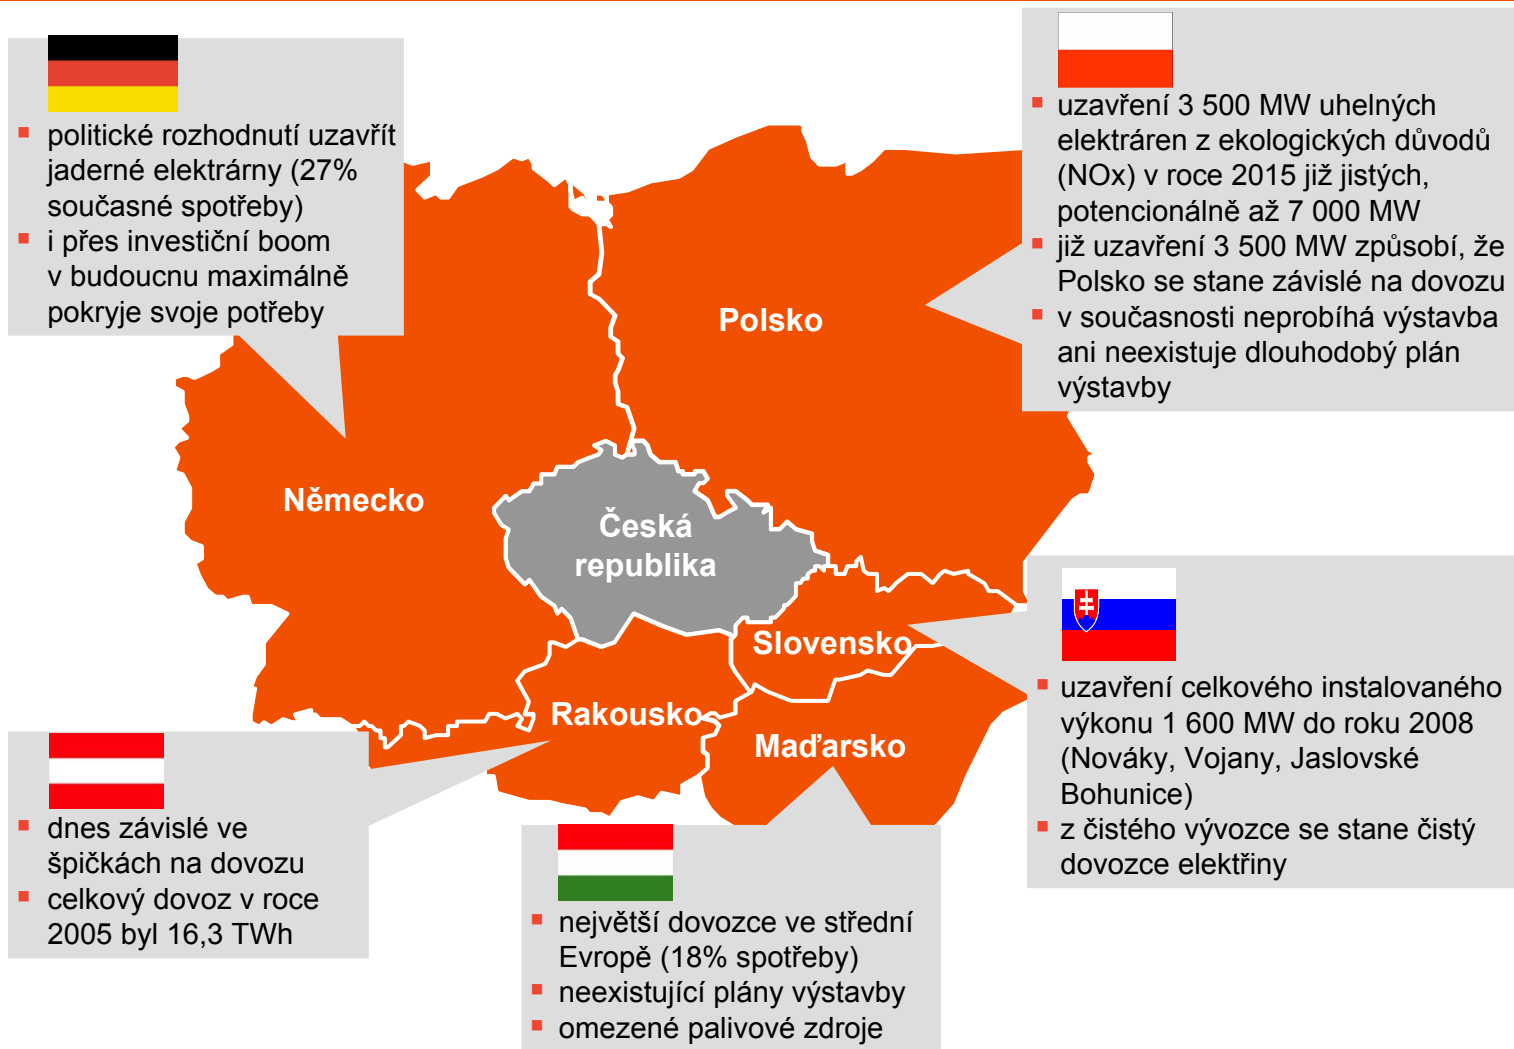 politické rozhodnutí uzavřít
jaderné elektrárny (27%
současné spotřeby)
i přes investiční boom
v budoucnu maximálně
pokryje svoje potřeby
uzavření 3 500 MW uhelných
elektráren z ekologických důvodů
(NOx) v roce 2015 již jistých,
potencionálně až 7 000 MW
již uzavření 3 500 MW způsobí, že
Polsko se stane závislé na dovozu
v současnosti neprobíhá výstavba
ani neexistuje dlouhodobý plán
výstavby
Polsko
Německo
Česká
republika
Slovensko
Rakousko
Maďarsko
uzavření celkového instalovaného
výkonu 1 600 MW do roku 2008
(Nováky, Vojany, Jaslovské
Bohunice)
z čistého vývozce se stane čistý
dovozce elektřiny
dnes závislé ve
špičkách na dovozu
celkový dovoz v roce
2005 byl 16,3 TWh
největší dovozce ve střední
Evropě (18% spotřeby)
neexistující plány výstavby
omezené palivové zdroje